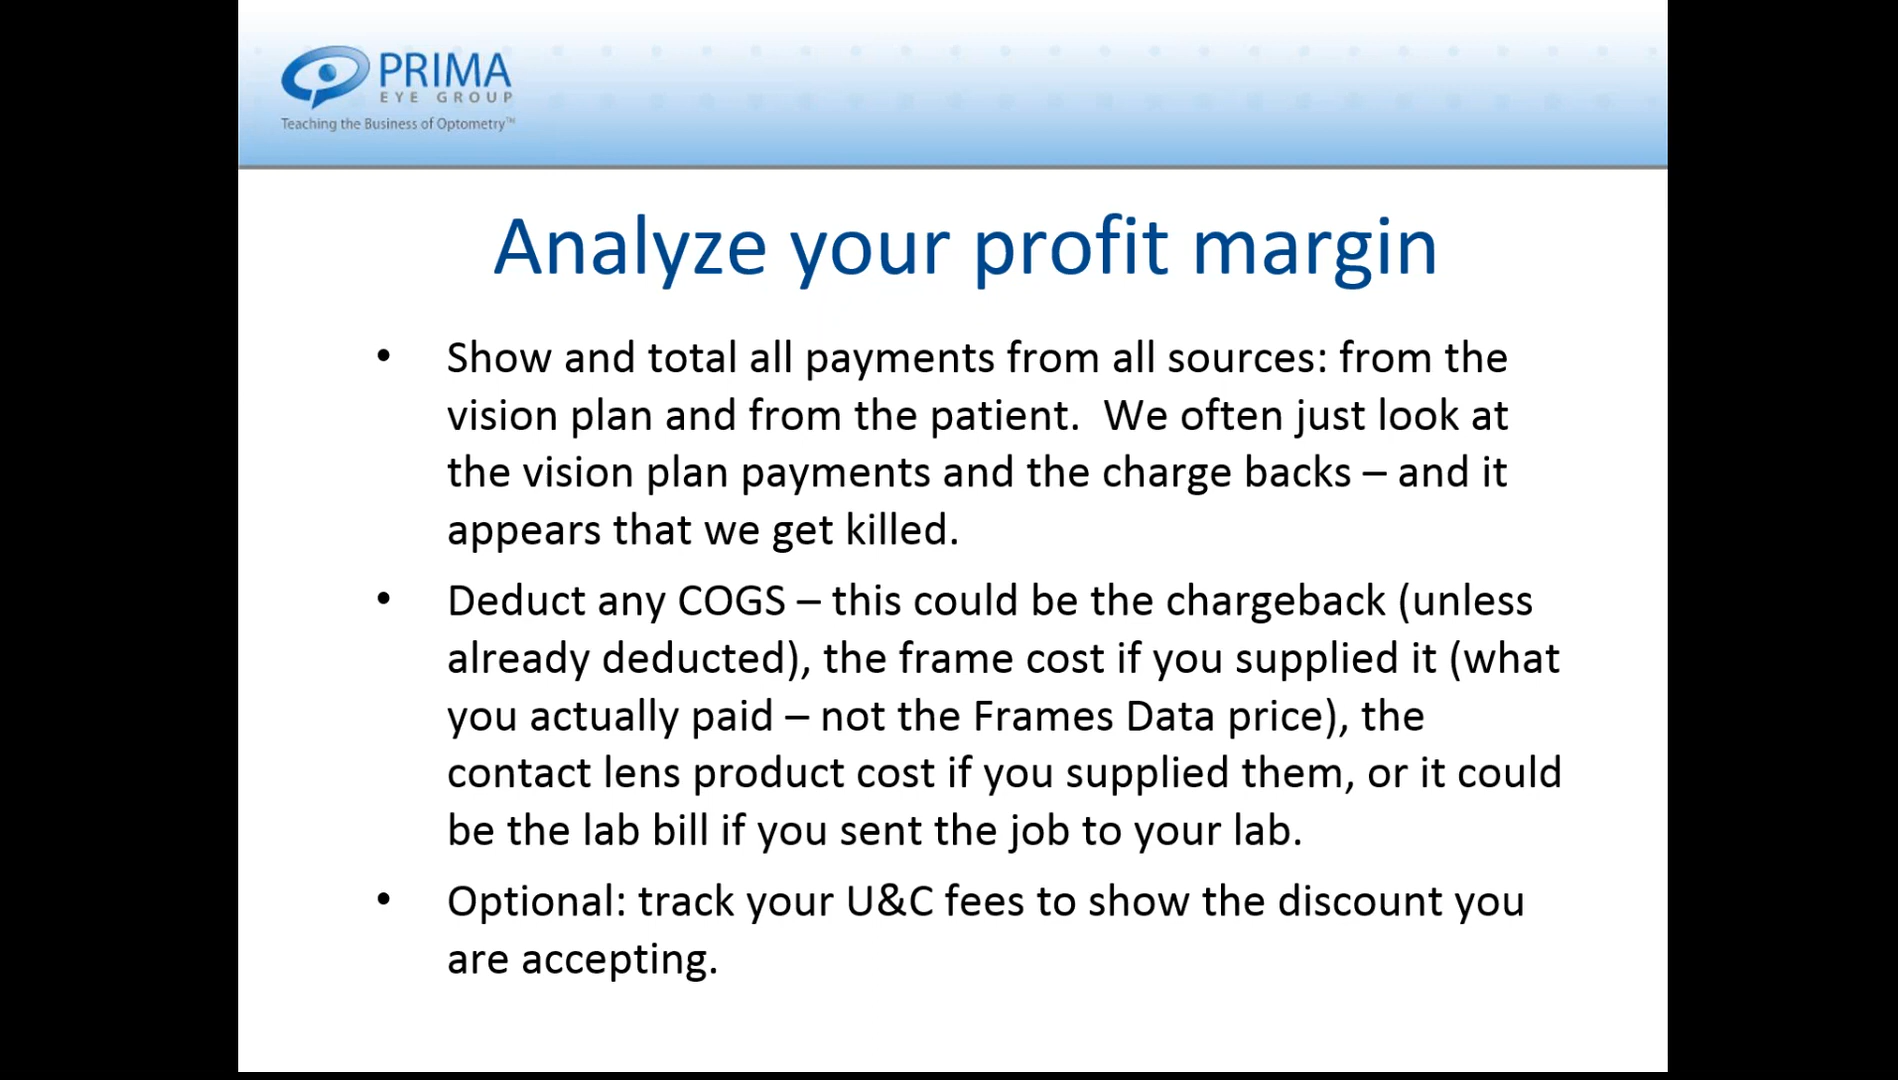 PRIMA
EYE GROUP
Teaching the Business of Optometry™
Analyze your profit margin
• Show and total all payments from all sources: from the
vision plan and from the patient.  We often just look at
the vision plan payments and the charge backs – and it
appears that we get killed.
• Deduct any COGS – this could be the chargeback (unless
already deducted), the frame cost if you supplied it (what
you actually paid – not the Frames Data price), the
contact lens product cost if you supplied them, or it could
be the lab bill if you sent the job to your lab.
• Optional: track your U&C fees to show the discount you
are accepting.